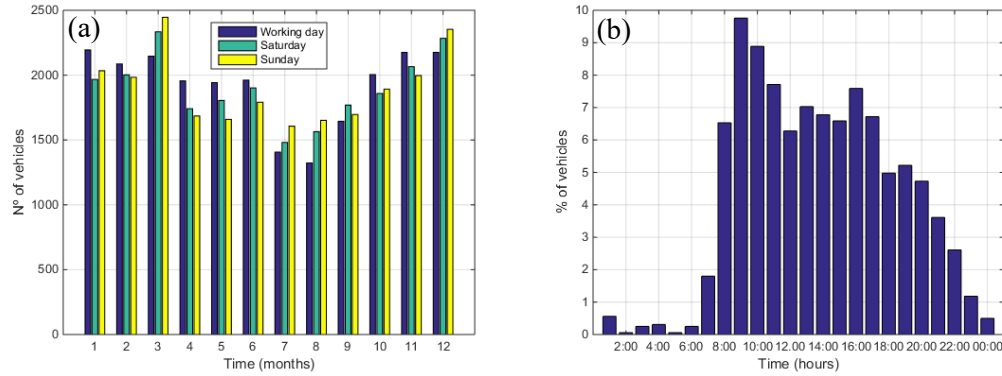 (a)
Working day
Saturday
Sunday
2500
2000
1500
1000
500
0
Nº of vehicles
1 2 3 4 5 6 7 8 9 10 11 12
Time (months)
(b)
10
9
8
7
6
5
4
3
2
1
0
% of vehicles
2:00 4:00 6:00 8:00 10:00 12.00 14:00 16:00 18:00 20:00 22:00 00:00
Time (hours)